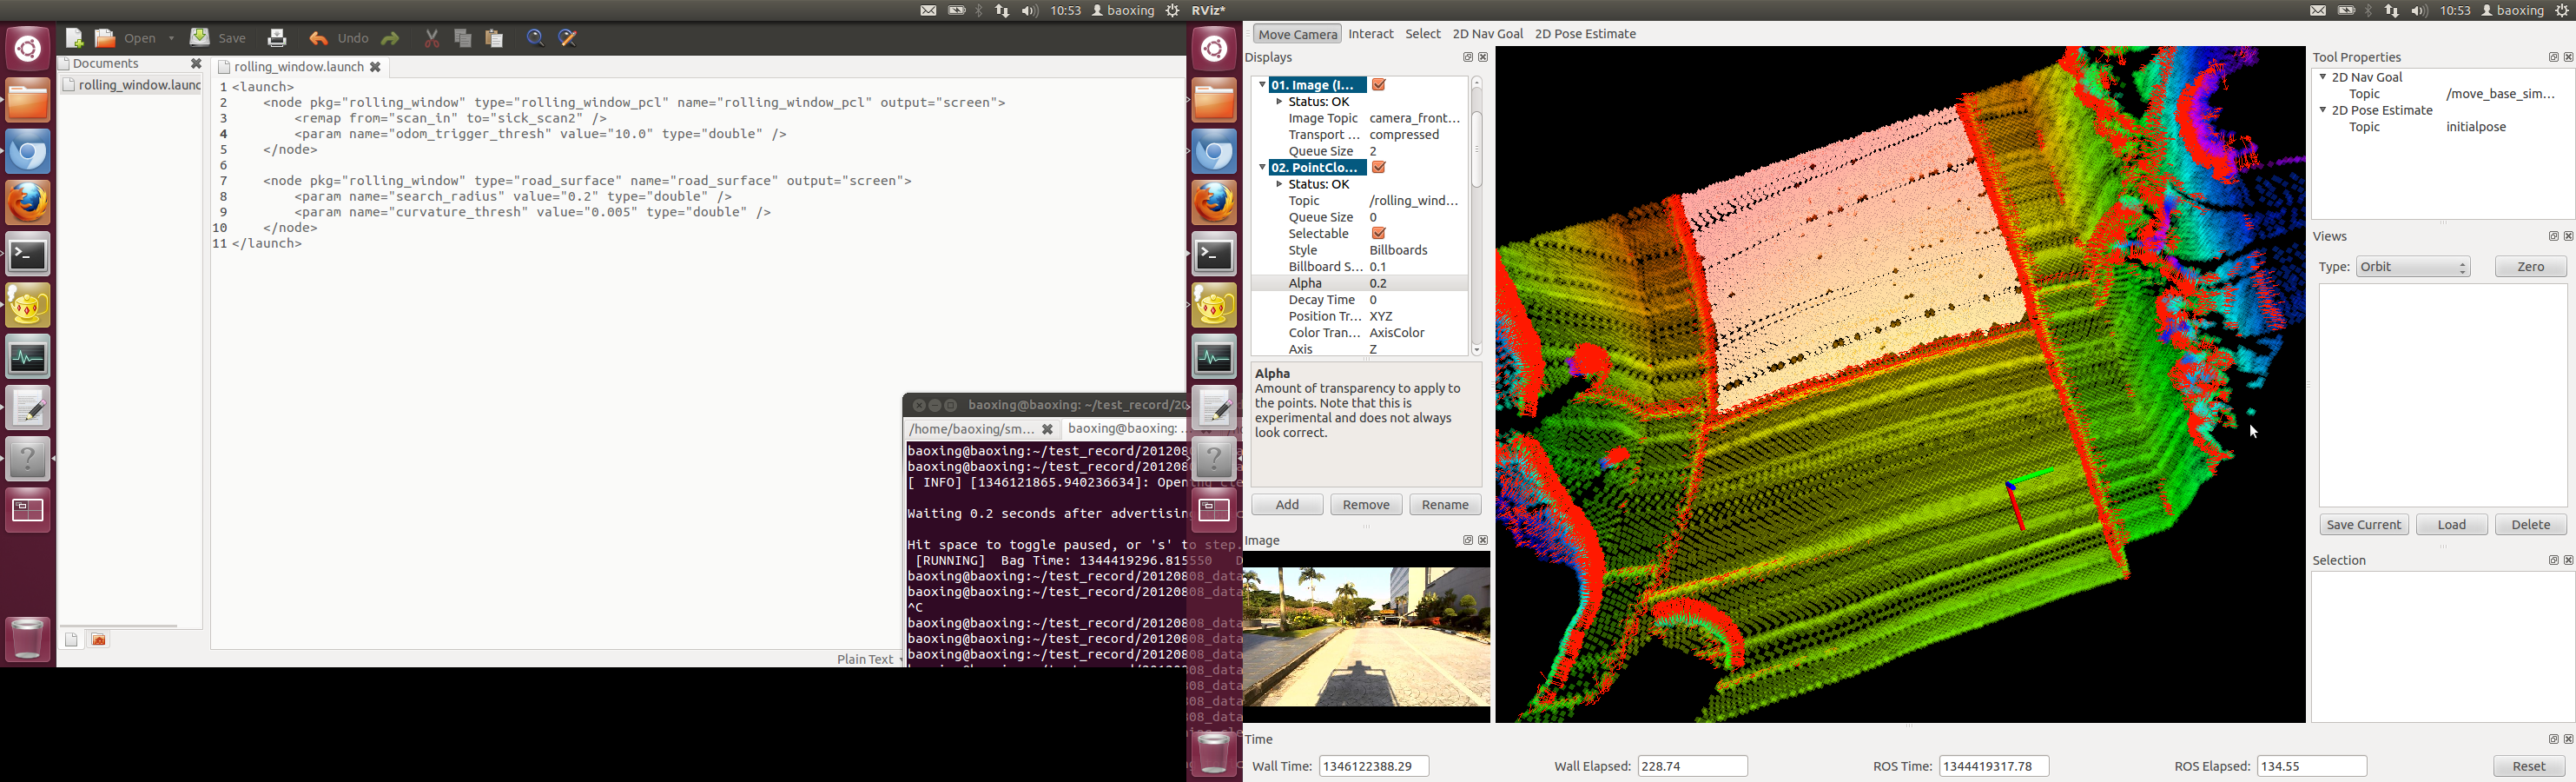 10:53 baoxing
Open Save Undo
Documents
rolling_window.launc
rolling_window.launch
1 <launch>
2 <node pkg="rolling_window" type="rolling_window_pcl" name="rolling_window_pcl" output="screen">
3 <remap from="scan_in" to="sick_scan2" />
4 <param name="odom_trigger_thresh" value="10.0" type="double" />
5 </node>
6
7 <node pkg="rolling_window" type="road_surface" name="road_surface" output="screen">
8 <param name="search_radius" value="0.2" type="double" />
9 <param name="curvature_thresh" value="0.005" type="double" />
10 </node>
11 </launch>
Plain Text
baoxing@baoxing: ~/test_record/20
/home/baoxing/sm... baoxing@baoxing: ...
baoxing@baoxing:~/test_record/201208
baoxing@baoxing:~/test_record/201208
[ INFO] [1346121865.940236634]: Opening
Waiting 0.2 seconds after advertising
Hit space to toggle paused, or 's' to step.
[RUNNING] Bag Time: 1344419296.815550 D
baoxing@baoxing:~/test_record/20120808_data
baoxing@baoxing:~/test_record/20120808_data
^C
baoxing@baoxing:~/test_record/20120808_data
baoxing@baoxing:~/test_record/20120808_data
baoxing@baoxing:~/test_record/20120808_data
808_data
808_data
808_data
808_data
RViz*
10:53 baoxing
Move Camera Interact Select 2D Nav Goal 2D Pose Estimate
Displays
01. Image (I...
Status: OK
Image Topic camera_front...
Transport ... compressed
Queue Size 2
02. PointClo...
Status: OK
Topic /rolling_wind...
Queue Size 0
Selectable
Style Billboards
Billboard S... 0.1
Alpha 0.2
Decay Time 0
Position Tr... XYZ
Color Tran... AxisColor
Axis Z
Alpha
Amount of transparency to apply to
the points. Note that this is
experimental and does not always
look correct.
Add Remove Rename
Image
Tool Properties
2D Nav Goal
Topic /move_base_sim...
2D Pose Estimate
Topic initialpose
Views
Type: Orbit Zero
Save Current Load Delete
Selection
Time
Wall Time: 1346122388.29 Wall Elapsed: 228.74 ROS Time: 1344419317.78 ROS Elapsed: 134.55 Reset